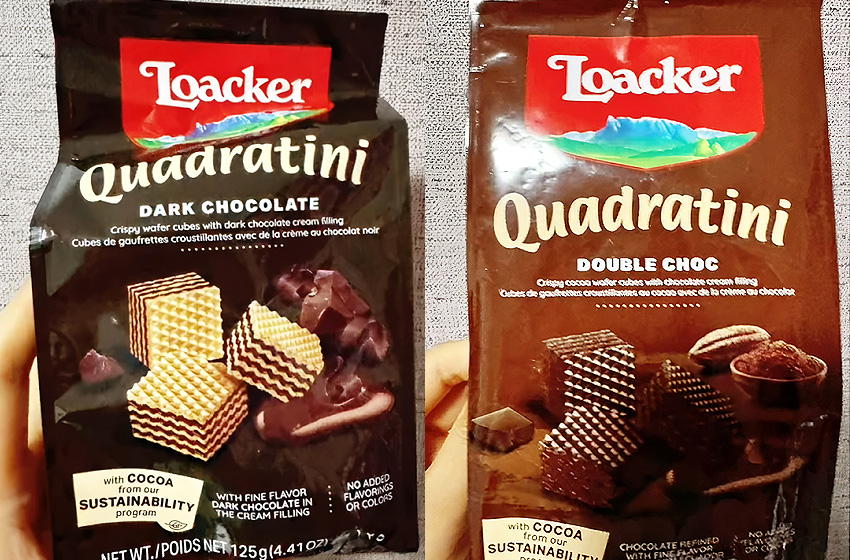 Loacker
Quadratini
DARK CHOCOLATE
Crispy wafer cubes with dark chocolate cream filling
Cubes de gaufrettes croustillantes avec de la crème au chocolat noir
with COCOA
from our
SUSTAINABILITY
program
WITH FINE FLAVOR
DARK CHOCOLATE IN
THE CREAM FILLING
NO ADDED
FLAVORINGS
OR COLORS
NET WT./POIDS NET 125g (4.41OZ)
Loacker
Quadratini
DOUBLE CHOC
Crispy cocoa wafer cubes with chocolate cream filling
Cubes de gaufrettes croustillantes au cacao avec de la crème au chocolat
with COCOA
from our
SUSTAINABILITY
CHOCOLATE REFINED
WITH FINE FLAVOR
NO ADDED